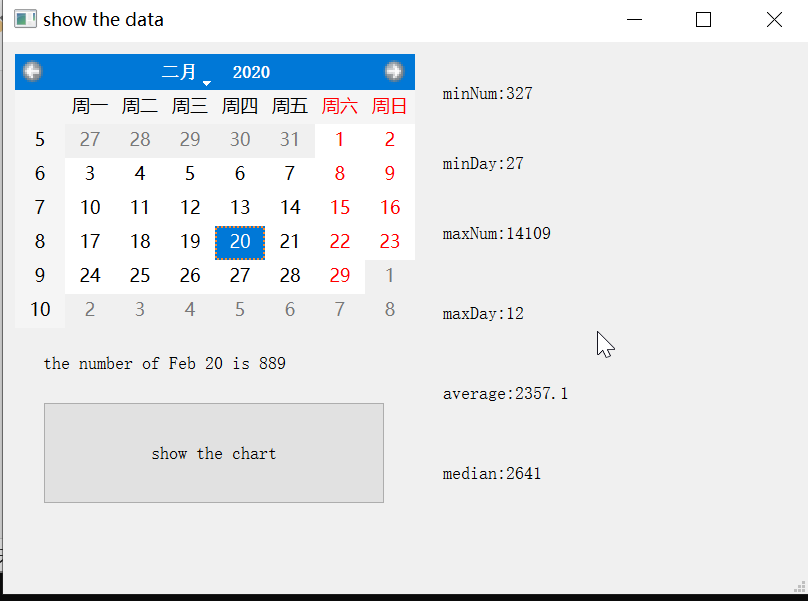 show the data
二月 2020
周一 周二 周三 周四 周五 周六 周日
5 27 28 29 30 31 1 2
6 3 4 5 6 7 8 9
7 10 11 12 13 14 15 16
8 17 18 19 20 21 22 23
9 24 25 26 27 28 29 1
10 2 3 4 5 6 7 8
the number of Feb 20 is 889
show the chart
minNum:327
minDay:27
maxNum:14109
maxDay:12
average:2357.1
median:2641